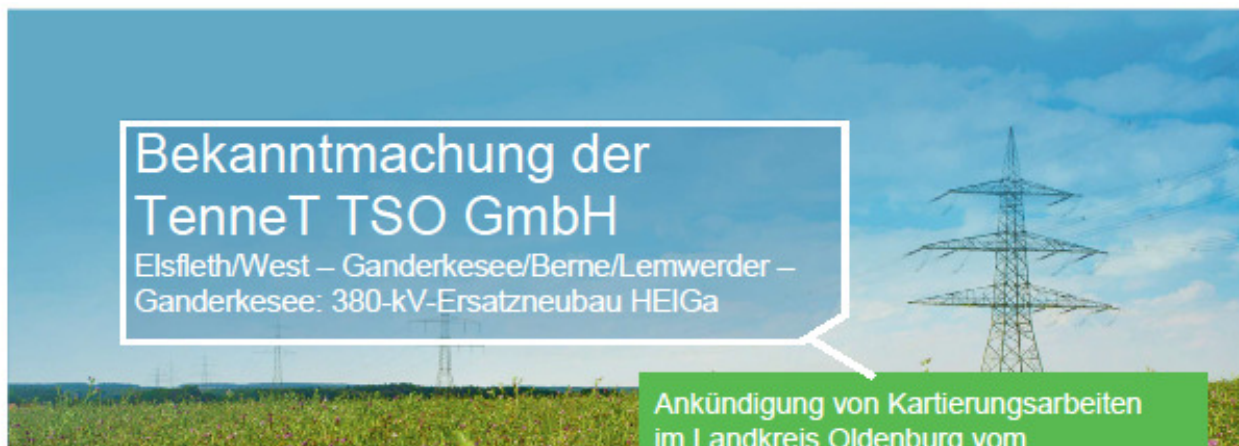 Bekanntmachung der
TenneT TSO GmbH
Elsfleth/West – Ganderkesee/Berne/Lemwerder –
Ganderkesee: 380-kV-Ersatzneubau HEIGa
Ankündigung von Kartierungsarbeiten
im Landkreis Oldenburg vom